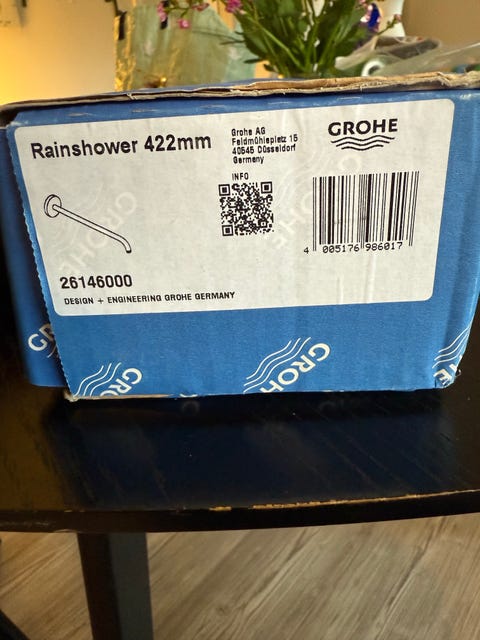 Rainshower 422mm
Grohe AG
Feldmühleplatz 15
40545 Düsseldorf
Germany
INFO
GROHE
4 005176 986017
26146000
DESIGN + ENGINEERING GROHE GERMANY
GROHE
GROHE
GROHE